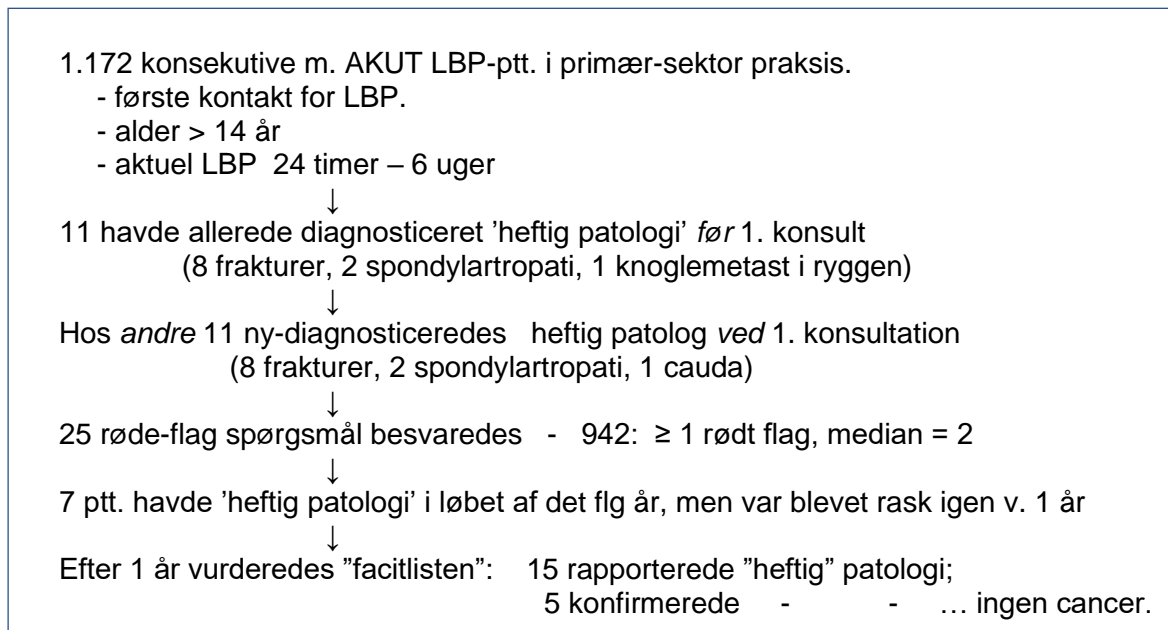 1.172 konsekutive m. AKUT LBP-ptt. i primær-sektor praksis.
- første kontakt for LBP.
- alder > 14 år
- aktuel LBP 24 timer – 6 uger
↓
11 havde allerede diagnosticeret ’heftig patologi’ før 1. konsult
(8 frakturer, 2 spondylartropati, 1 knoglemetast i ryggen)
↓
Hos andre 11 ny-diagnosticeredes heftig patolog ved 1. konsultation
(8 frakturer, 2 spondylartropati, 1 cauda)
↓
25 røde-flag spørgsmål besvaredes - 942: ≥ 1 rødt flag, median = 2
↓
7 ptt. havde ’heftig patologi’ i løbet af det flg år, men var blevet rask igen v. 1 år
↓
Efter 1 år vurderedes ”facitlisten”: 15 rapporterede ”heftig” patologi;
5 konfirmerede - - … ingen cancer.